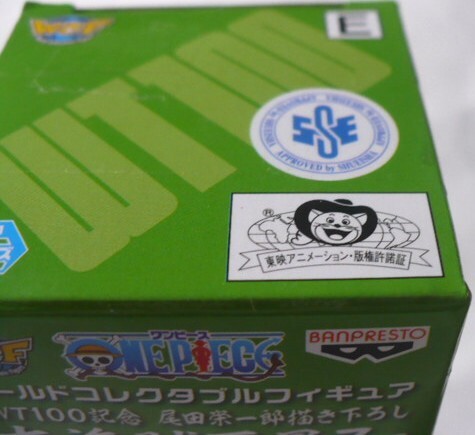 E
WT100
APPROVED by SHUEISHA
東映アニメーション・版権許諾証
ワンピース
ONE PIECE
BANPRESTO
ールドコレクタブルフィギュア
WT100記念 尾田栄一郎描き下ろし